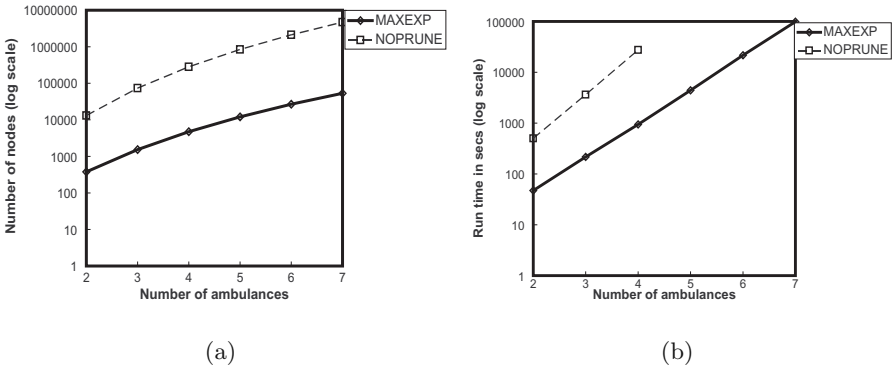 MAXEXP
NOPRUNE
10000000
1000000
100000
10000
1000
100
10
1
Number of nodes (log scale)
2 3 4 5 6 7
Number of ambulances
(a)
MAXEXP
NOPRUNE
100000
10000
1000
100
10
1
Run time in secs (log scale)
2 3 4 5 6 7
Number of ambulances
(b)